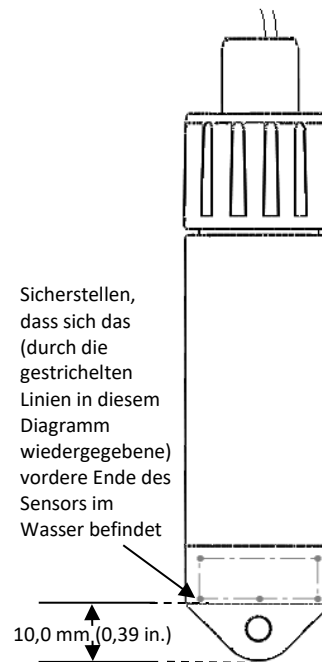 Sicherstellen,
dass sich das
(durch die
gestrichelten
Linien in diesem
Diagramm
wiedergegebene)
vordere Ende des
Sensors im
Wasser befindet
10,0 mm (0,39 in.)